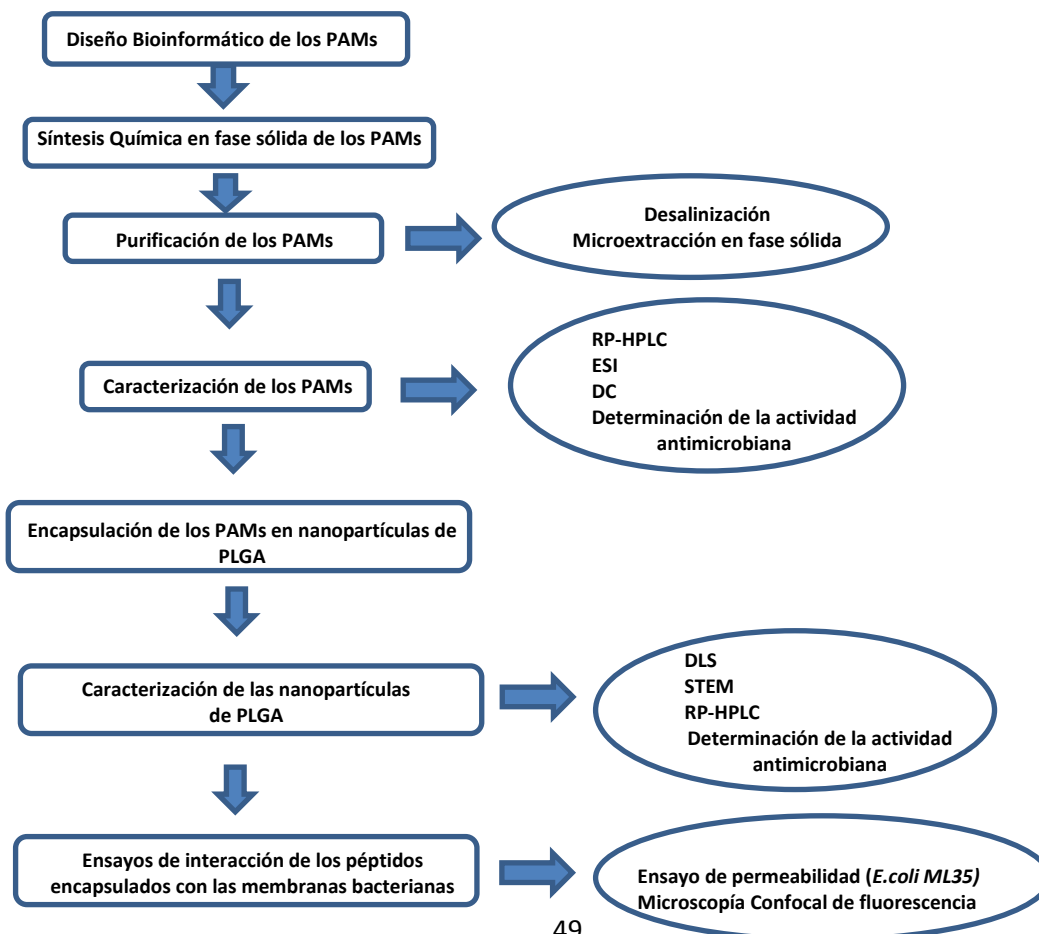 Diseño Bioinformático de los PAMs
Síntesis Química en fase sólida de los PAMs
Purificación de los PAMs
Desalinización
Microextracción en fase sólida
Caracterización de los PAMs
RP-HPLC
ESI
DC
Determinación de la actividad
antimicrobiana
Encapsulación de los PAMs en nanopartículas de
PLGA
Caracterización de las nanopartículas
de PLGA
DLS
STEM
RP-HPLC
Determinación de la actividad
antimicrobiana
Ensayos de interacción de los péptidos
encapsulados con las membranas bacterianas
Ensayo de permeabilidad (E.coli ML35)
Microscopía Confocal de fluorescencia
49